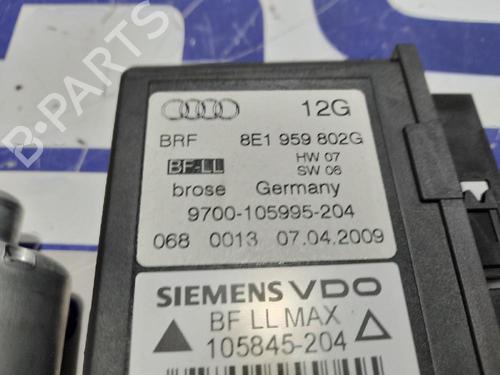 12G
BRF 8E1 959 802G
BF-LL HW 07
SW 06
brose Germany
9700-105995-204
068 0013 07.04.2009
SIEMENS VDO
BF LL MAX
105845-204
B-Parts